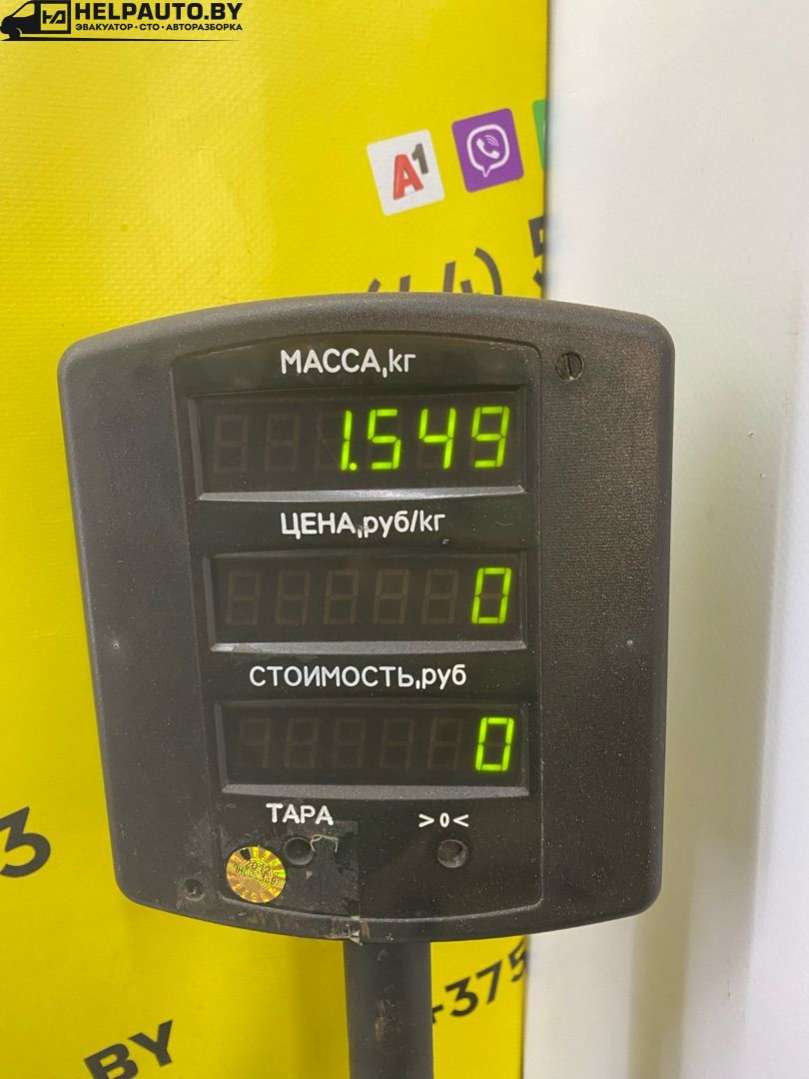 HELPAUTO.BY
ЭВАКУАТОР • СТО • АВТОРАЗБОРКА
A1
МАССА,кг
1.549
ЦЕНА,руб/кг
0
СТОИМОСТЬ,руб
0
ТАРА
>0<
3
+375
BY